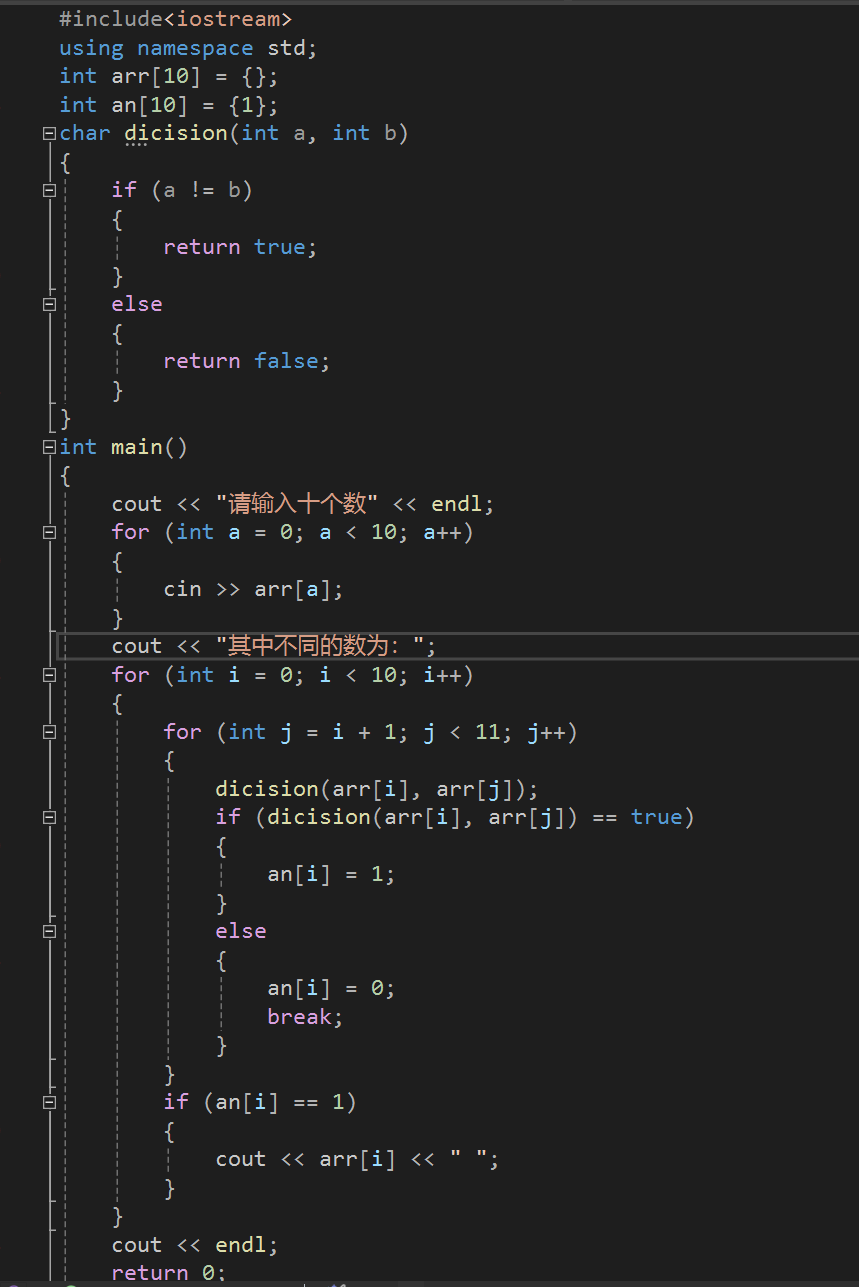 #include<iostream>
using namespace std;
int arr[10] = {};
int an[10] = {1};
char dicision(int a, int b)
{
    if (a != b)
    {
        return true;
    }
    else
    {
        return false;
    }
}
int main()
{
    cout << "请输入十个数" << endl;
    for (int a = 0; a < 10; a++)
    {
        cin >> arr[a];
    }
    cout << "其中不同的数为：";
    for (int i = 0; i < 10; i++)
    {
        for (int j = i + 1; j < 11; j++)
        {
            dicision(arr[i], arr[j]);
            if (dicision(arr[i], arr[j]) == true)
            {
                an[i] = 1;
            }
            else
            {
                an[i] = 0;
                break;
            }
        }
        if (an[i] == 1)
        {
            cout << arr[i] << " ";
        }
    }
    cout << endl;
    return 0;